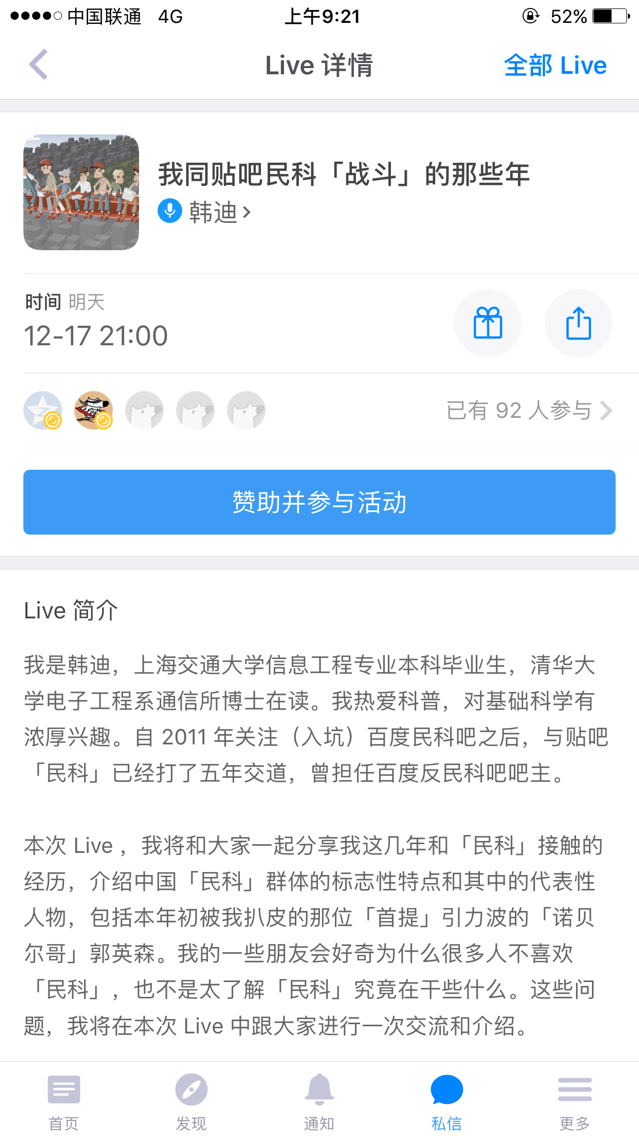 中国联通 4G 上午9:21 52%
Live 详情 全部 Live
我同贴吧民科「战斗」的那些年
韩迪
时间 明天
12-17 21:00
已有 92 人参与
赞助并参与活动
Live 简介
我是韩迪，上海交通大学信息工程专业本科毕业生，清华大
学电子工程系通信所博士在读。我热爱科普，对基础科学有
浓厚兴趣。自 2011 年关注（入坑）百度民科吧之后，与贴吧
「民科」已经打了五年交道，曾担任百度反民科吧吧主。
本次 Live ，我将和大家一起分享我这几年和「民科」接触的
经历，介绍中国「民科」群体的标志性特点和其中的代表性
人物，包括本年初被我扒皮的那位「首提」引力波的「诺贝
尔哥」郭英森。我的一些朋友会好奇为什么很多人不喜欢
「民科」，也不是太了解「民科」究竟在干些什么。这些问
题，我将在本次 Live 中跟大家进行一次交流和介绍。
首页 发现 通知 私信 更多